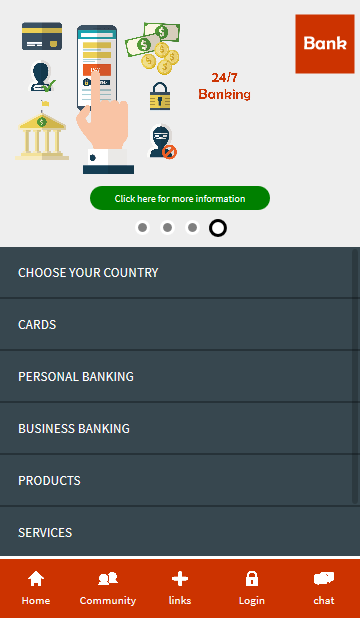 Bank
24/7
Banking
Click here for more information
CHOOSE YOUR COUNTRY
CARDS
PERSONAL BANKING
BUSINESS BANKING
PRODUCTS
SERVICES
Home
Community
links
Login
chat